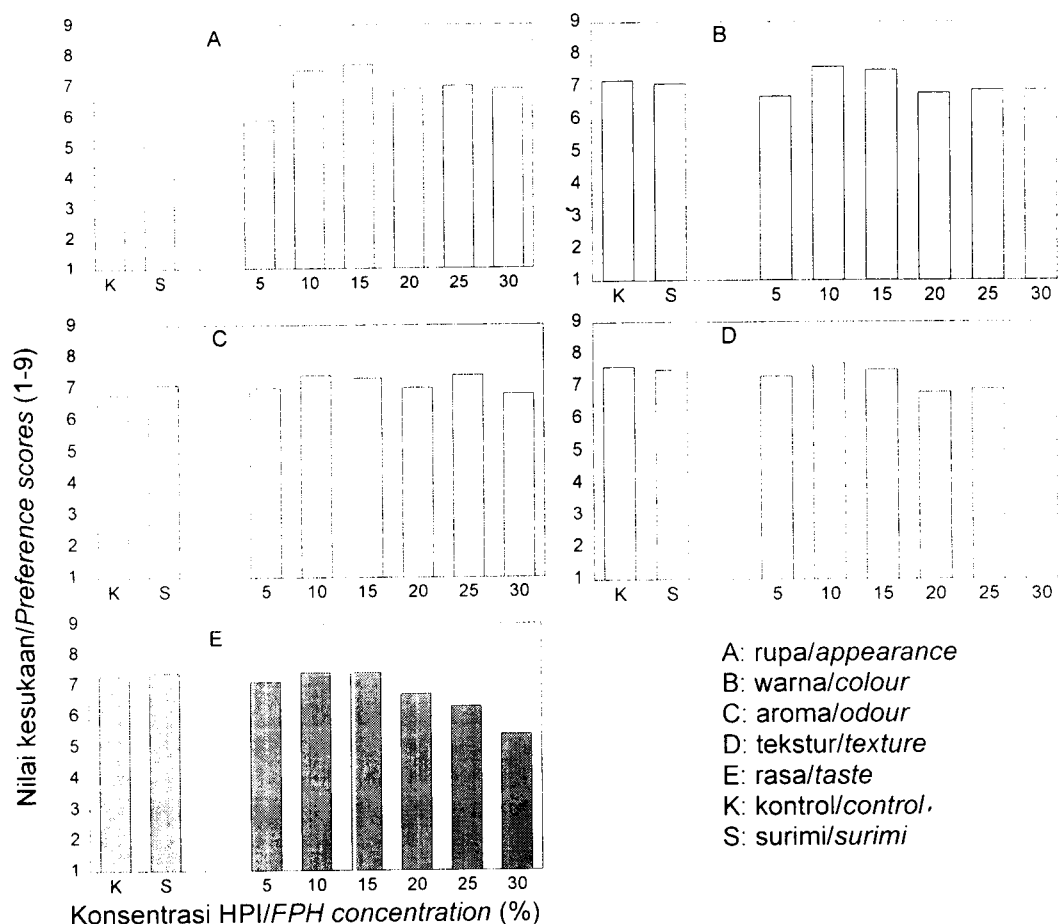 Nilai kesukaan/Preference scores (1-9)
A
9
8
7
6
5
4
3
2
1
K S 5 10 15 20 25 30
B
9
8
7
6
5
4
3
2
1
K S 5 10 15 20 25 30
C
9
8
7
6
5
4
3
2
1
K S 5 10 15 20 25 30
D
9
8
7
6
5
4
3
2
1
K S 5 10 15 20 25 30
E
9
8
7
6
5
4
3
2
1
K S 5 10 15 20 25 30
Konsentrasi HPI/FPH concentration (%)
A: rupa/appearance
B: warna/colour
C: aroma/odour
D: tekstur/texture
E: rasa/taste
K: kontrol/control
S: surimi/surimi